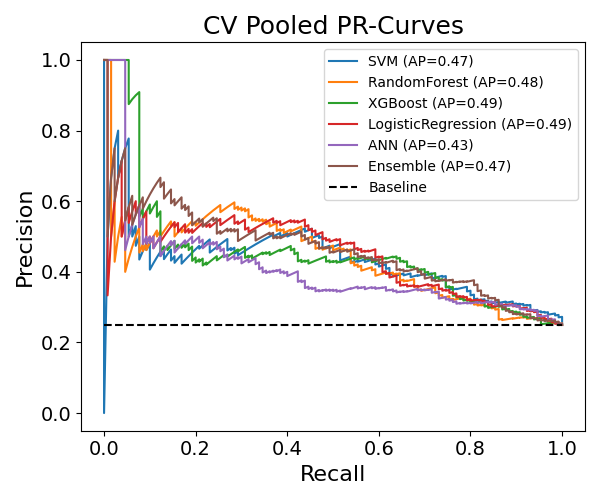 CV Pooled PR-Curves
SVM (AP=0.47)
RandomForest (AP=0.48)
XGBoost (AP=0.49)
LogisticRegression (AP=0.49)
ANN (AP=0.43)
Ensemble (AP=0.47)
Baseline
Precision
1.0
0.8
0.6
0.4
0.2
0.0
0.0 0.2 0.4 0.6 0.8 1.0
Recall